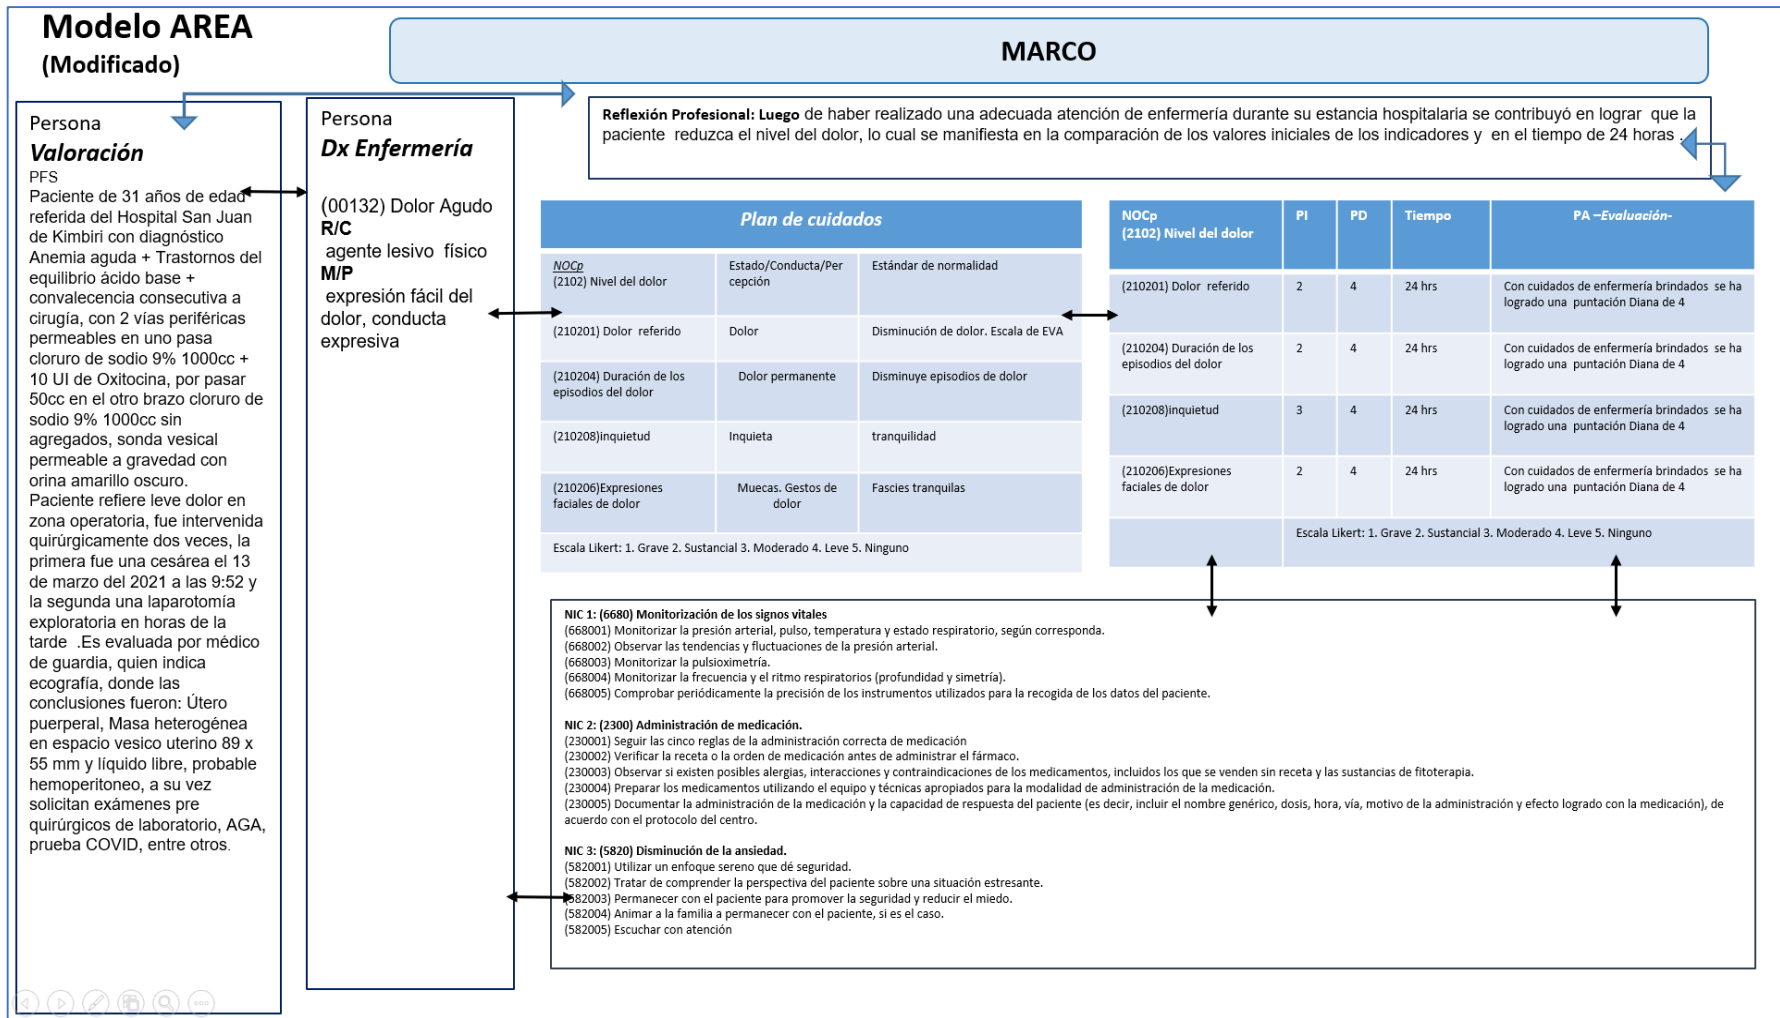 Modelo AREA
(Modificado)
MARCO
Persona
Valoración
PFS
Paciente de 31 años de edad
referida del Hospital San Juan
de Kimbiri con diagnóstico
Anemia aguda + Trastornos del
equilibrio ácido base +
convalecencia consecutiva a
cirugía, con 2 vías periféricas
permeables en uno pasa
cloruro de sodio 9% 1000cc +
10 UI de Oxitocina, por pasar
50cc en el otro brazo cloruro de
sodio 9% 1000cc sin
agregados, sonda vesical
permeable a gravedad con
orina amarillo oscuro.
Paciente refiere leve dolor en
zona operatoria, fue intervenida
quirúrgicamente dos veces, la
primera fue una cesárea el 13
de marzo del 2021 a las 9:52 y
la segunda una laparotomía
exploratoria en horas de la
tarde .Es evaluada por médico
de guardia, quien indica
ecografía, donde las
conclusiones fueron: Útero
puerperal, Masa heterogénea
en espacio vesico uterino 89 x
55 mm y líquido libre, probable
hemoperitoneo, a su vez
solicitan exámenes pre
quirúrgicos de laboratorio, AGA,
prueba COVID, entre otros.
Persona
Dx Enfermería
(00132) Dolor Agudo
R/C
agente lesivo físico
M/P
expresión fácil del
dolor, conducta
expresiva
Reflexión Profesional: Luego de haber realizado una adecuada atención de enfermería durante su estancia hospitalaria se contribuyó en lograr que la
paciente reduzca el nivel del dolor, lo cual se manifiesta en la comparación de los valores iniciales de los indicadores y en el tiempo de 24 horas .
Plan de cuidados
NOCp
(2102) Nivel del dolor
Estado/Conducta/Per
cepción
Estándar de normalidad
(210201) Dolor referido
Dolor
Disminución de dolor. Escala de EVA
(210204) Duración de los
episodios del dolor
Dolor permanente
Disminuye episodios de dolor
(210208)inquietud
Inquieta
tranquilidad
(210206)Expresiones
faciales de dolor
Muecas. Gestos de
dolor
Fascies tranquilas
Escala Likert: 1. Grave 2. Sustancial 3. Moderado 4. Leve 5. Ninguno
NOCp
(2102) Nivel del dolor
PI
PD
Tiempo
PA –Evaluación-
(210201) Dolor referido
2
4
24 hrs
Con cuidados de enfermería brindados se ha
logrado una puntación Diana de 4
(210204) Duración de los
episodios del dolor
2
4
24 hrs
Con cuidados de enfermería brindados se ha
logrado una puntación Diana de 4
(210208)inquietud
3
4
24 hrs
Con cuidados de enfermería brindados se ha
logrado una puntación Diana de 4
(210206)Expresiones
faciales de dolor
2
4
24 hrs
Con cuidados de enfermería brindados se ha
logrado una puntación Diana de 4
Escala Likert: 1. Grave 2. Sustancial 3. Moderado 4. Leve 5. Ninguno
NIC 1: (6680) Monitorización de los signos vitales
(668001) Monitorizar la presión arterial, pulso, temperatura y estado respiratorio, según corresponda.
(668002) Observar las tendencias y fluctuaciones de la presión arterial.
(668003) Monitorizar la pulsioximetría.
(668004) Monitorizar la frecuencia y el ritmo respiratorios (profundidad y simetría).
(668005) Comprobar periódicamente la precisión de los instrumentos utilizados para la recogida de los datos del paciente.
NIC 2: (2300) Administración de medicación.
(230001) Seguir las cinco reglas de la administración correcta de medicación
(230002) Verificar la receta o la orden de medicación antes de administrar el fármaco.
(230003) Observar si existen posibles alergias, interacciones y contraindicaciones de los medicamentos, incluidos los que se venden sin receta y las sustancias de fitoterapia.
(230004) Preparar los medicamentos utilizando el equipo y técnicas apropiados para la modalidad de administración de la medicación.
(230005) Documentar la administración de la medicación y la capacidad de respuesta del paciente (es decir, incluir el nombre genérico, dosis, hora, vía, motivo de la administración y efecto logrado con la medicación), de
acuerdo con el protocolo del centro.
NIC 3: (5820) Disminución de la ansiedad.
(582001) Utilizar un enfoque sereno que dé seguridad.
(582002) Tratar de comprender la perspectiva del paciente sobre una situación estresante.
(582003) Permanecer con el paciente para promover la seguridad y reducir el miedo.
(582004) Animar a la familia a permanecer con el paciente, si es el caso.
(582005) Escuchar con atención